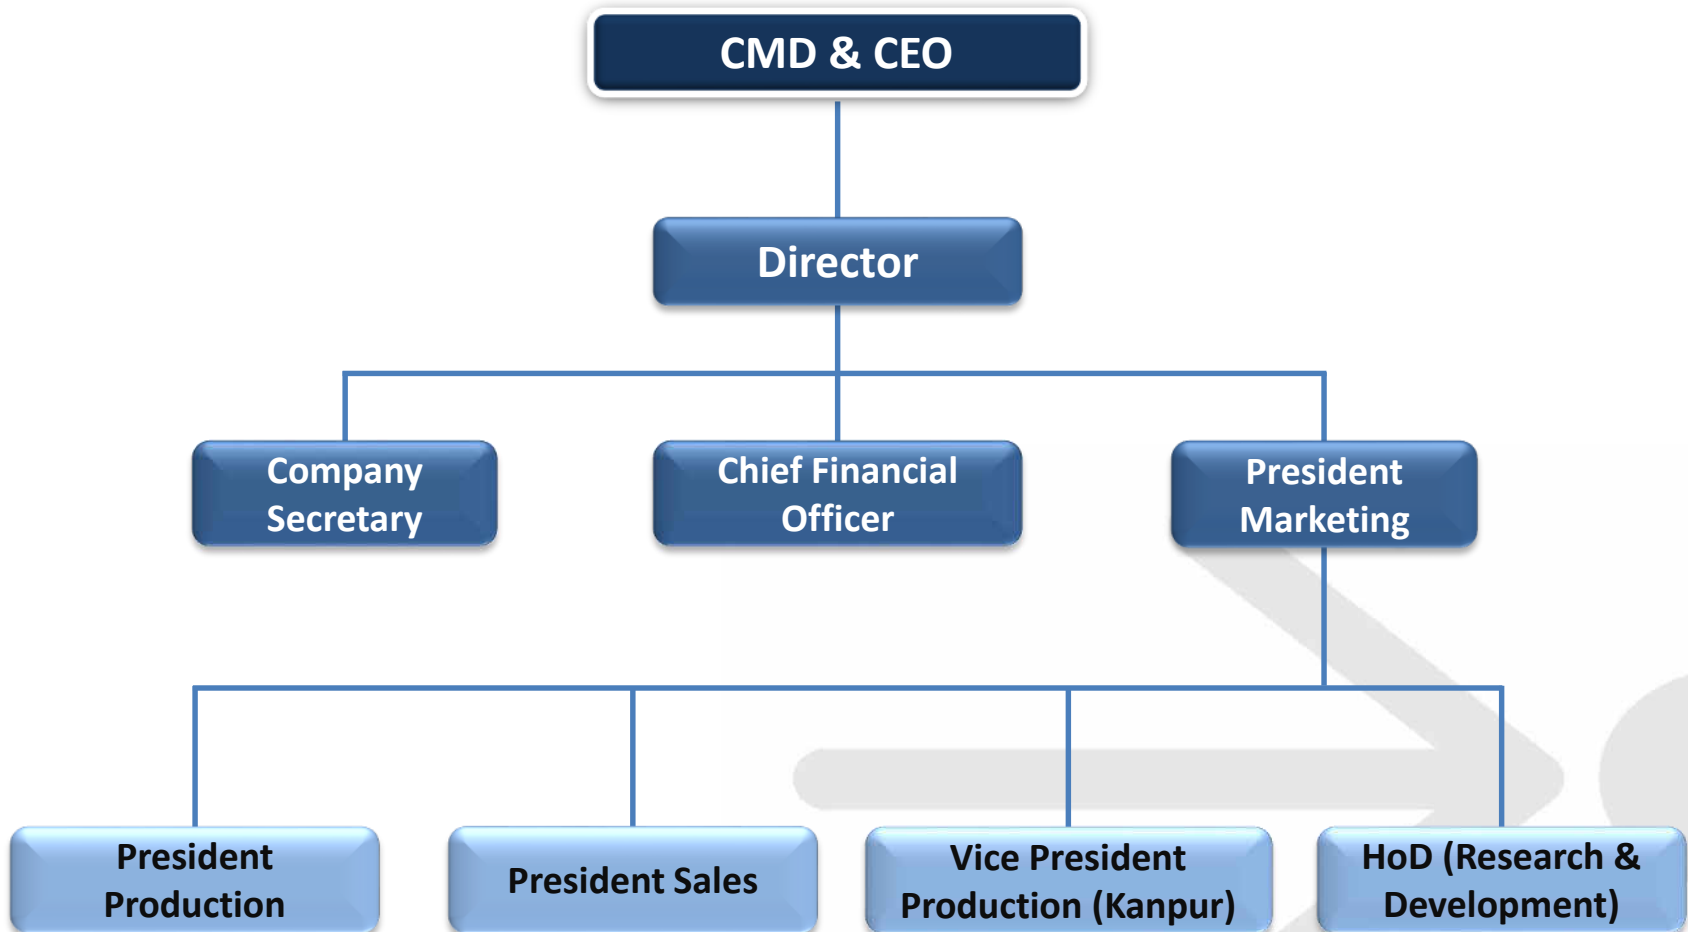 CMD & CEO
Director
Company
Secretary
Chief Financial
Officer
President
Marketing
President
Production
President Sales
Vice President
Production (Kanpur)
HoD (Research &
Development)